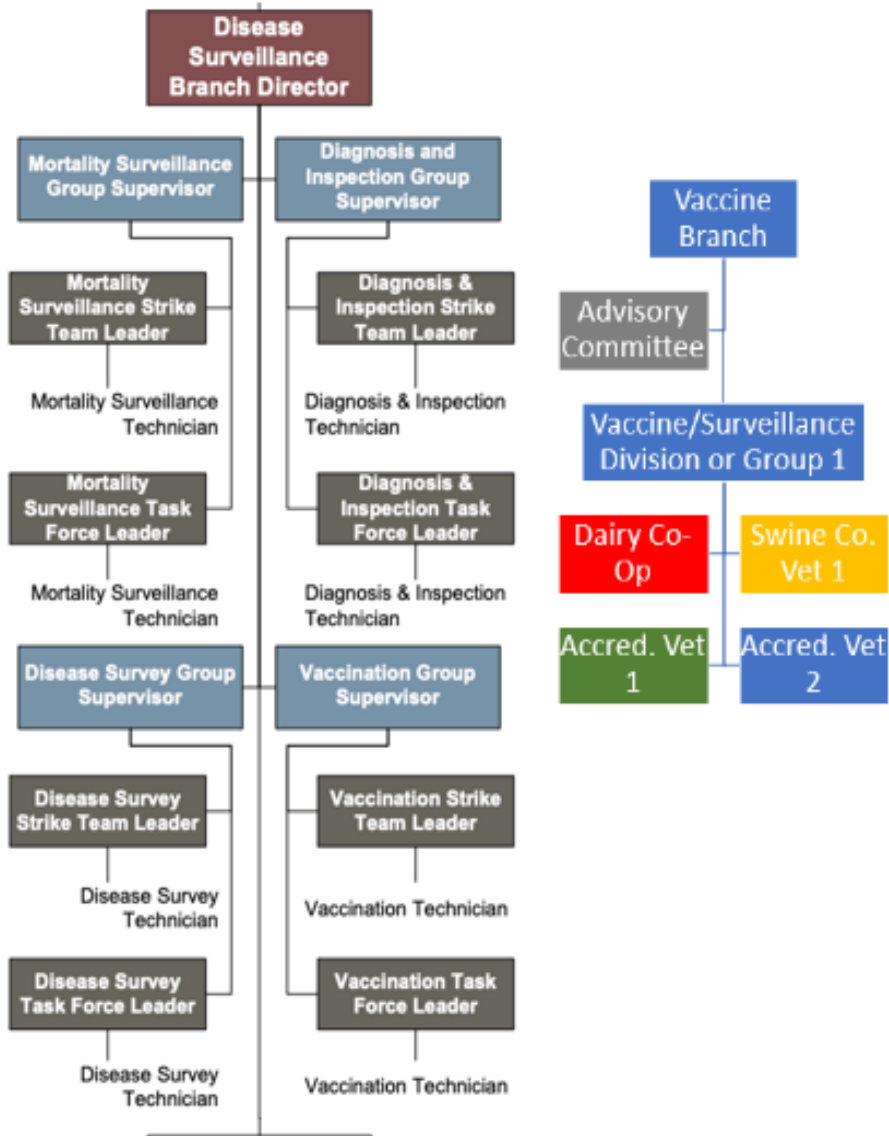 Disease
Surveillance
Branch Director
Mortality Surveillance
Group Supervisor
Diagnosis and
Inspection Group
Supervisor
Mortality
Surveillance Strike
Team Leader
Diagnosis &
Inspection Strike
Team Leader
Mortality Surveillance
Technician
Diagnosis & Inspection
Technician
Mortality
Surveillance Task
Force Leader
Diagnosis &
Inspection Task
Force Leader
Mortality Surveillance
Technician
Diagnosis & Inspection
Technician
Disease Survey Group
Supervisor
Vaccination Group
Supervisor
Disease Survey
Strike Team Leader
Vaccination Strike
Team Leader
Disease Survey
Technician
Vaccination Technician
Disease Survey
Task Force Leader
Vaccination Task
Force Leader
Disease Survey
Technician
Vaccination Technician
Vaccine
Branch
Advisory
Committee
Vaccine/Surveillance
Division or Group 1
Dairy Co-
Op
Swine Co.
Vet 1
Accred. Vet
1
Accred. Vet
2